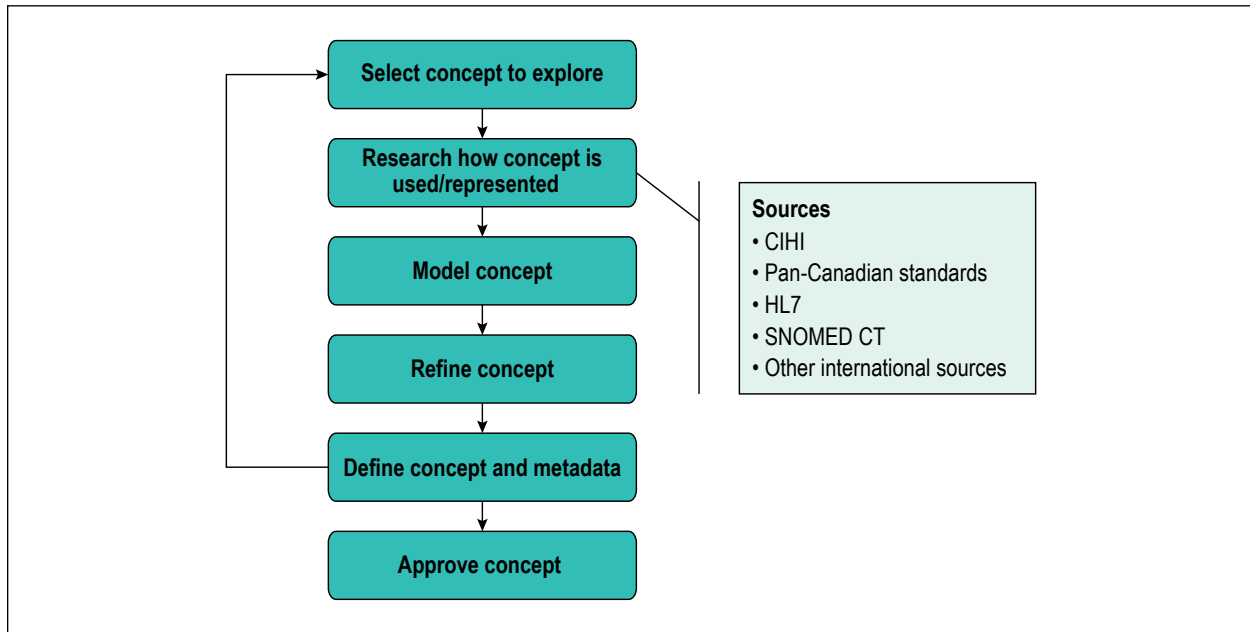 Select concept to explore
Research how concept is
used/represented
Model concept
Refine concept
Define concept and metadata
Approve concept
Sources
• CIHI
• Pan-Canadian standards
• HL7
• SNOMED CT
• Other international sources